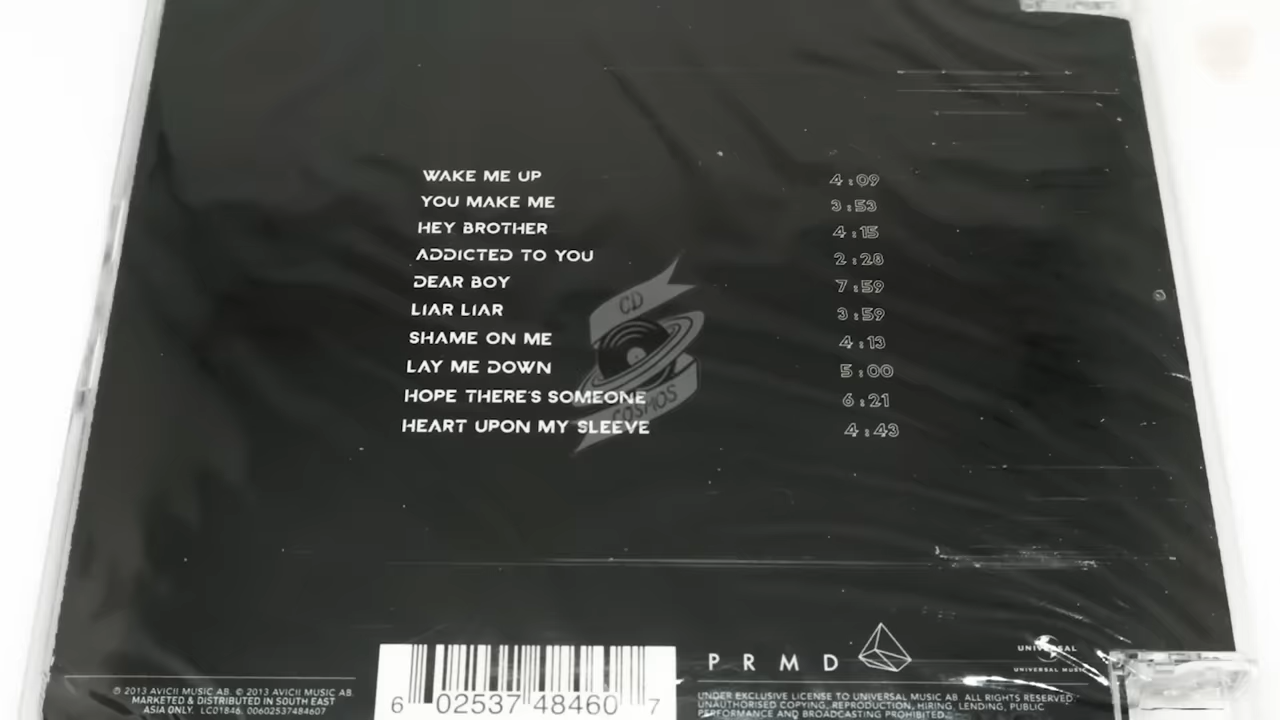 WAKE ME UP 4:09
YOU MAKE ME 3:53
HEY BROTHER 4:15
ADDICTED TO YOU 2:28
DEAR BOY 7:59
LIAR LIAR 3:59
CD
SHAME ON ME 4:13
LAY ME DOWN 5:00
HOPE THERE'S SOMEONE 6:21
COSMOS
HEART UPON MY SLEEVE 4:43
PRMD
UNIVERSAL
UNIVERSAL MUSIC
℗ 2013 AVICII MUSIC AB. © 2013 AVICII MUSIC AB.
MARKETED & DISTRIBUTED IN SOUTH EAST
ASIA ONLY. LC01846. 00602537484607
6 02537 48460 7
UNDER EXCLUSIVE LICENSE TO UNIVERSAL MUSIC AB. ALL RIGHTS RESERVED.
UNAUTHORISED COPYING, REPRODUCTION, HIRING, LENDING, PUBLIC
PERFORMANCE AND BROADCASTING PROHIBITED.